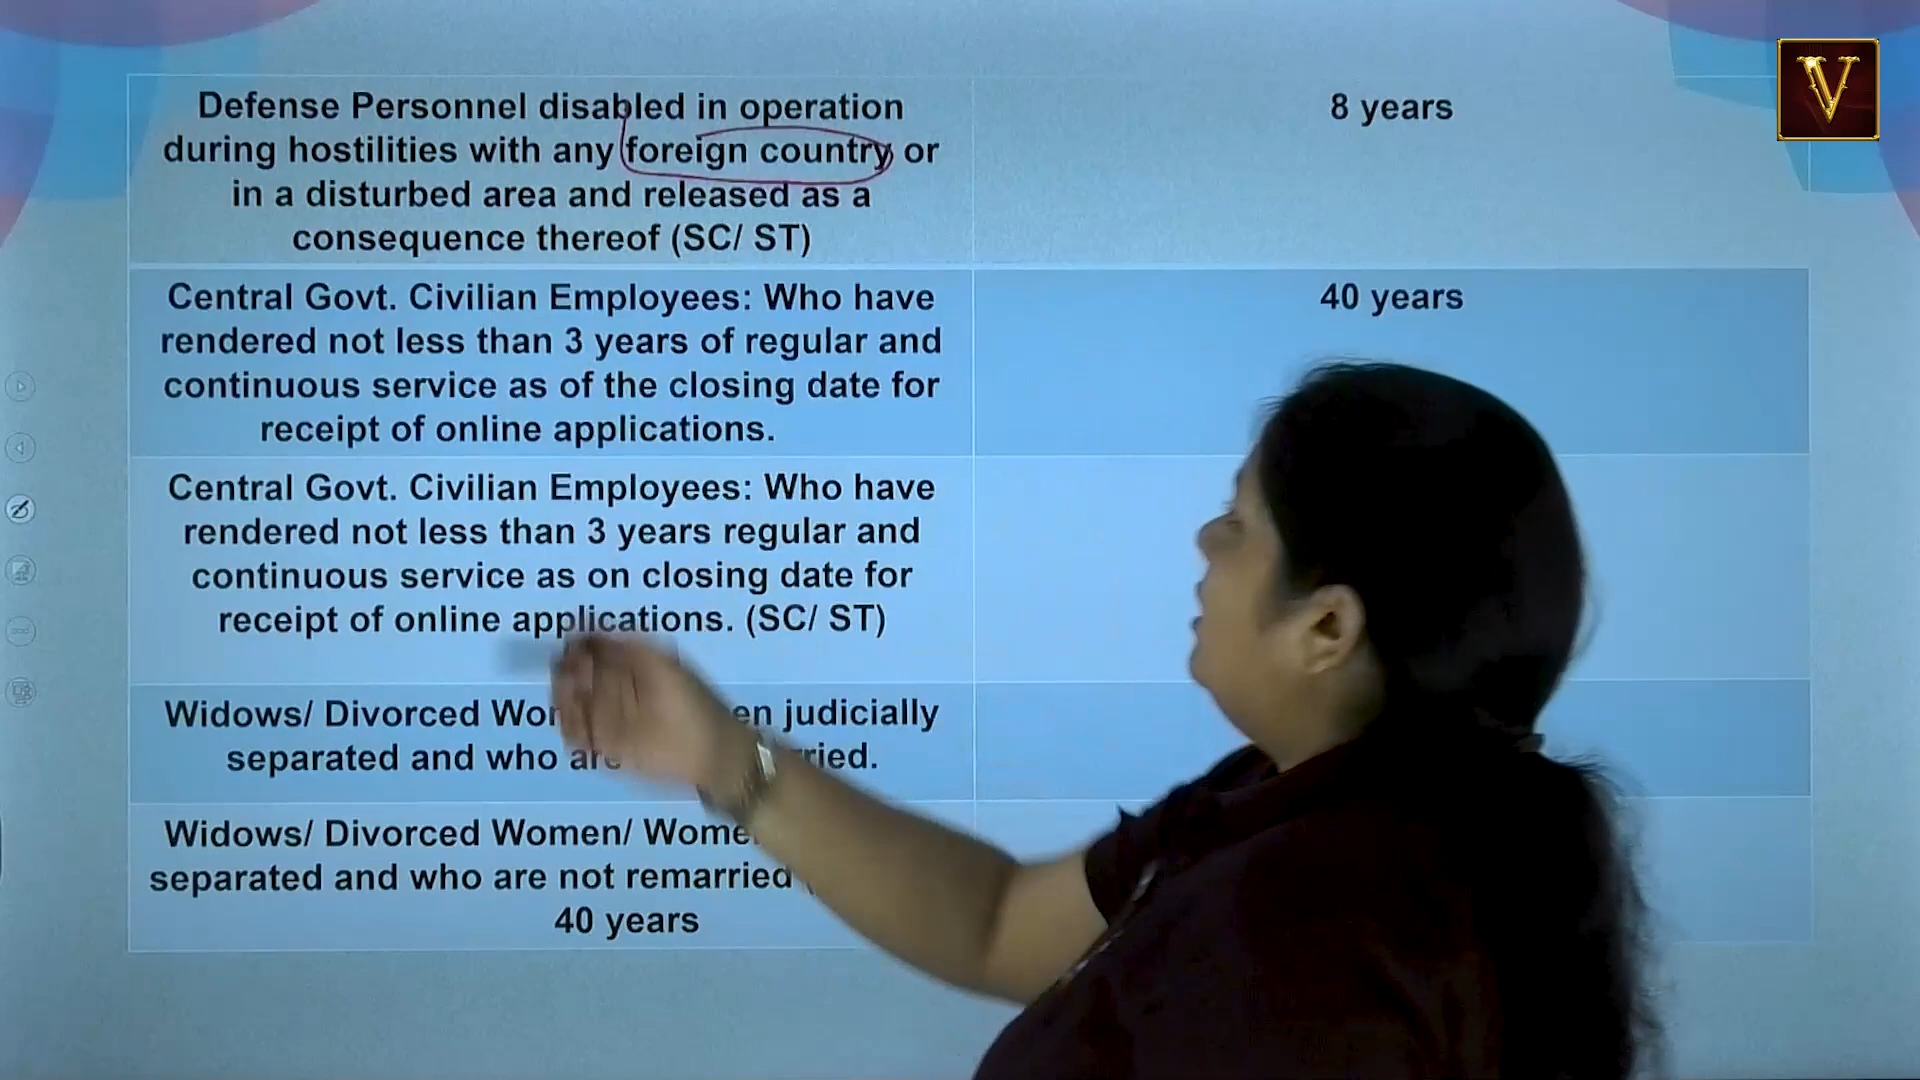 Defense Personnel disabled in operation
during hostilities with any foreign country or
in a disturbed area and released as a
consequence thereof (SC/ ST)
8 years
Central Govt. Civilian Employees: Who have
rendered not less than 3 years of regular and
continuous service as of the closing date for
receipt of online applications.
40 years
Central Govt. Civilian Employees: Who have
rendered not less than 3 years regular and
continuous service as on closing date for
receipt of online applications. (SC/ ST)
Widows/ Divorced judicially
separated and who are
Widows/ Divorced Women/
separated and who are not remarried
40 years
V